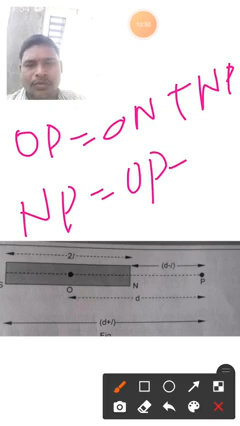 OP = ON + NP
NP = OP-
2l
(d-l)
P
S
O
N
d
(d+l)
Fig